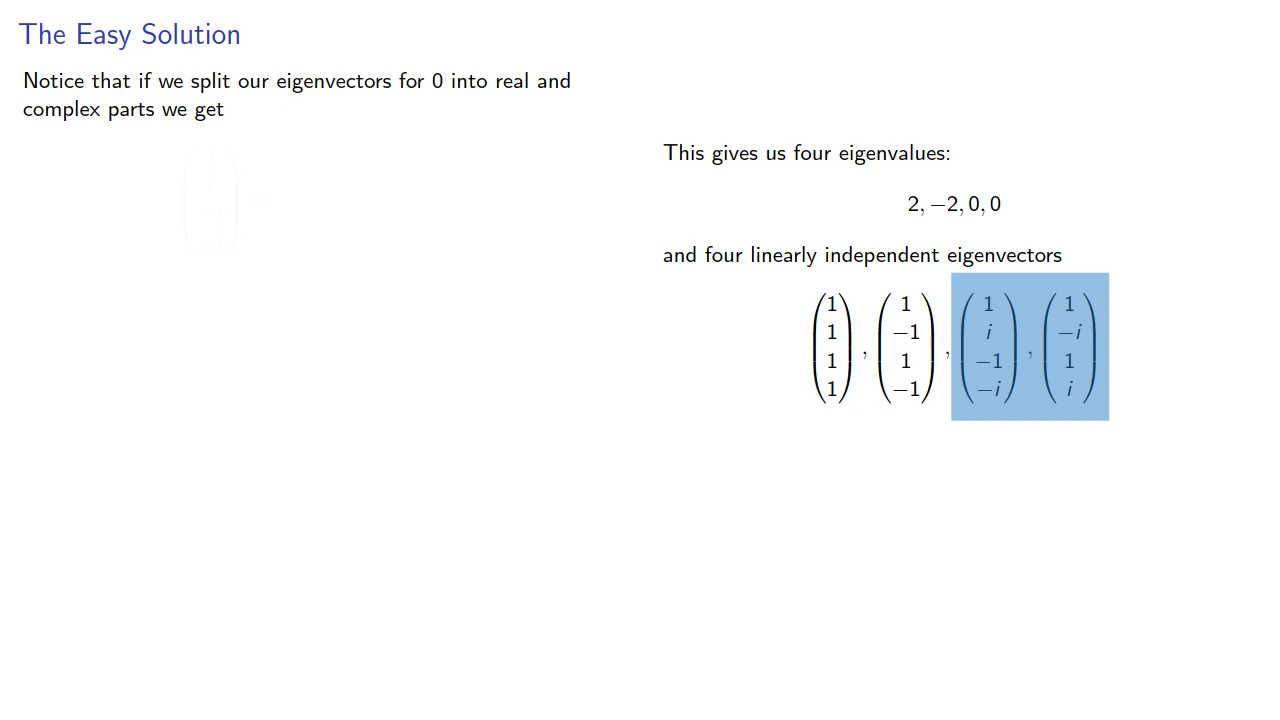 The Easy Solution
Notice that if we split our eigenvectors for 0 into real and
complex parts we get
This gives us four eigenvalues:
2, −2, 0, 0
and four linearly independent eigenvectors
(1 1 1 1), (1 −1 1 −1), (1 i −1 −i), (1 −i 1 i)